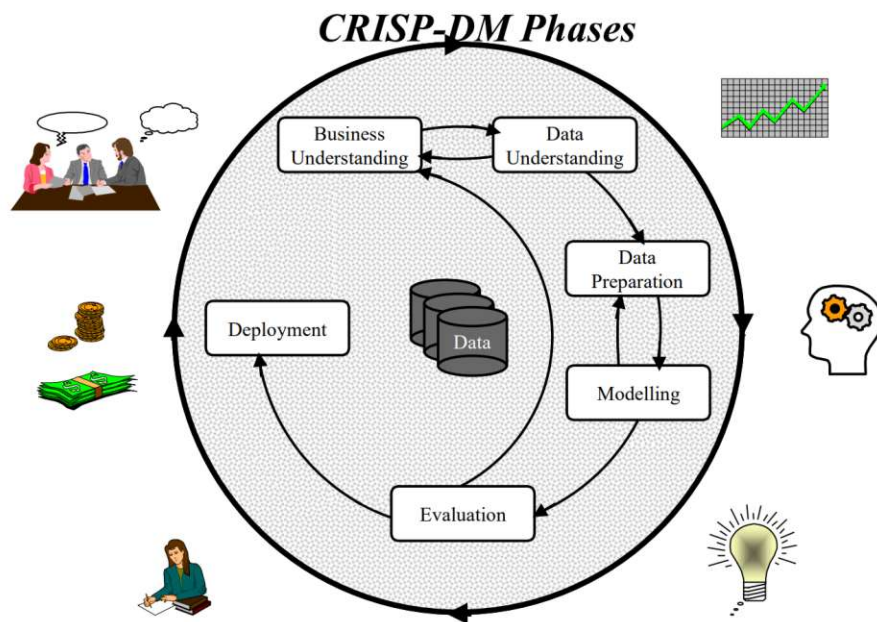 CRISP-DM Phases
Business
Understanding
Data
Understanding
Data
Preparation
Deployment
Data
Modelling
Evaluation